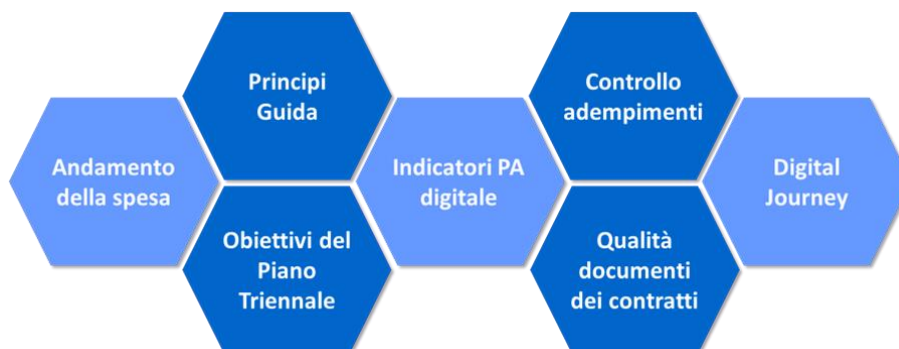 Principi
Guida
Controllo
adempimenti
Andamento
della spesa
Indicatori PA
digitale
Digital
Journey
Obiettivi del
Piano
Triennale
Qualità
documenti
dei contratti